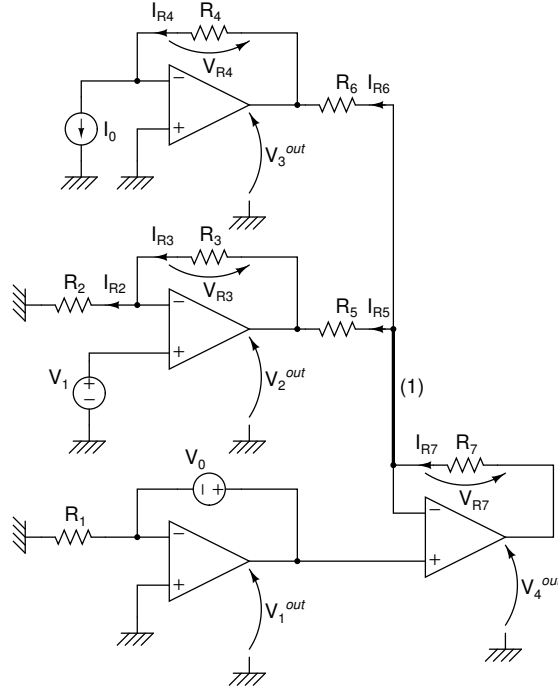 I_R4 R_4
V_R4
−
+
I_0
R_6 I_R6
V_3^out
I_R3 R_3
V_R3
R_2 I_R2
−
+
V_1
+
−
R_5 I_R5
V_2^out
(1)
V_0
− +
I_R7 R_7
V_R7
R_1
−
+
−
+
V_1^out
V_4^out